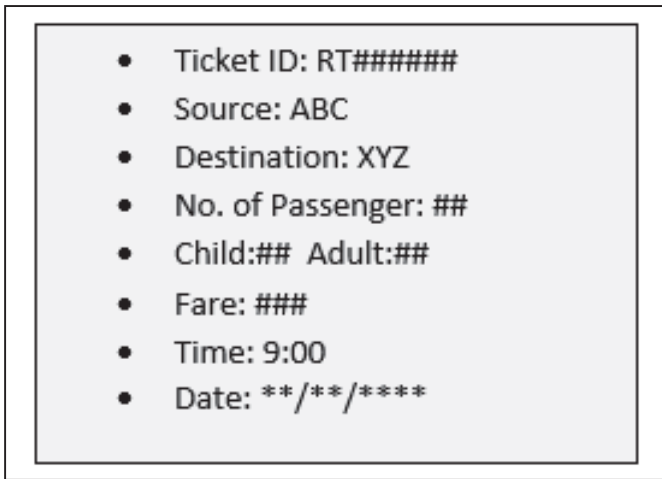 • Ticket ID: RT######
• Source: ABC
• Destination: XYZ
• No. of Passenger: ##
• Child:## Adult:##
• Fare: ###
• Time: 9:00
• Date: **/**/****